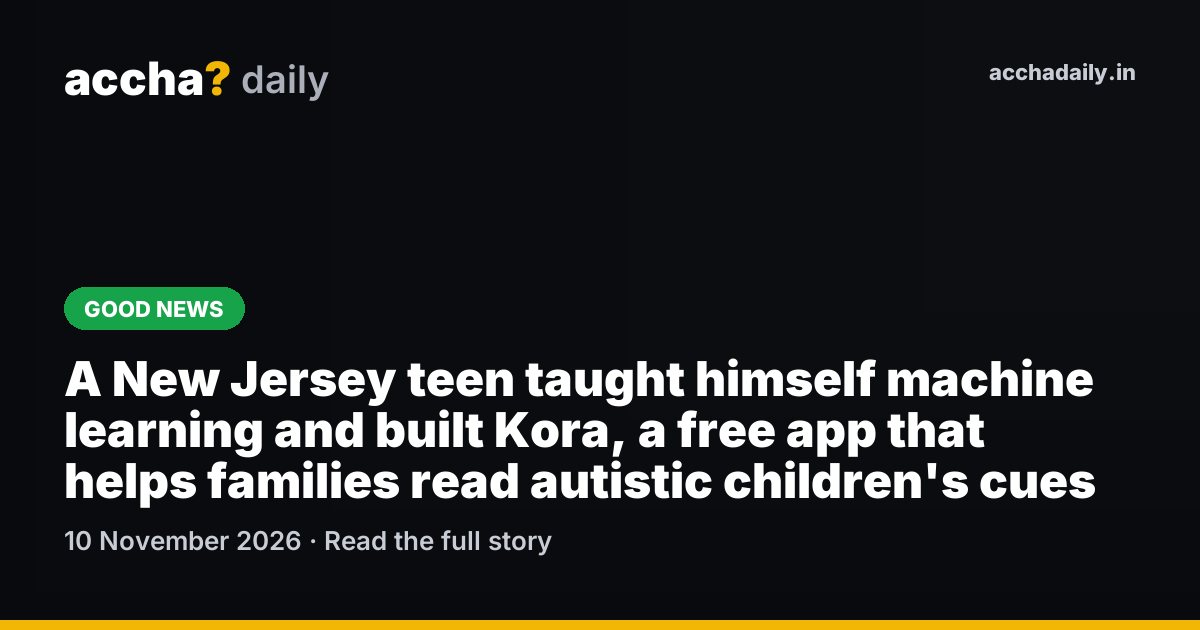 accha? daily
acchadaily.in
GOOD NEWS
A New Jersey teen taught himself machine
learning and built Kora, a free app that
helps families read autistic children's cues
10 November 2026 · Read the full story